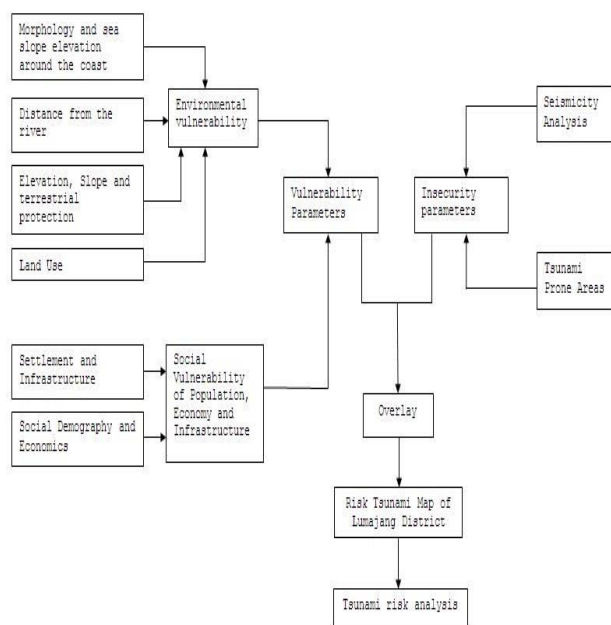 Morphology and sea
slope elevation
around the coast
Distance from the
river
Elevation, Slope and
terrestrial
protection
Land Use
Environmental
vulnerability
Settlement and
Infrastructure
Social Demography and
Economics
Social
Vulnerability
of Population,
Economy and
Infrastructure
Vulnerability
Parameters
Insecurity
parameters
Seismicity
Analysis
Tsunami
Prone Areas
Overlay
Risk Tsunami Map of
Lumajang District
Tsunami risk analysis